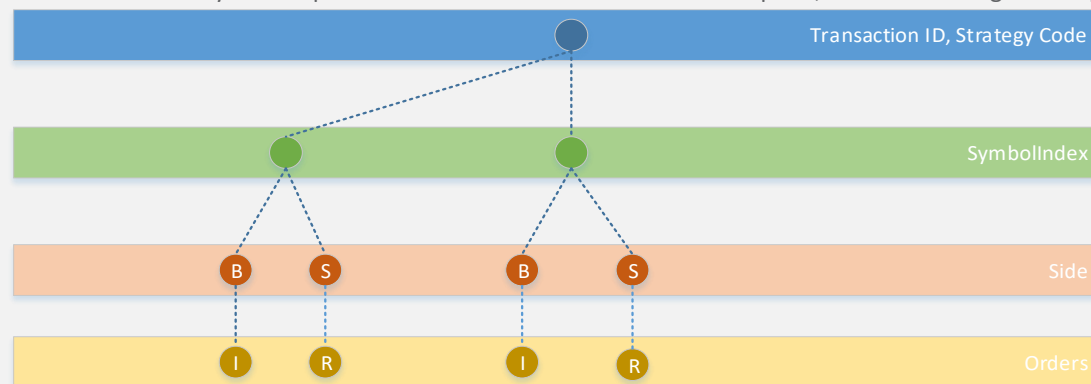 Transaction ID, Strategy Code
SymbolIndex
B S B S Side
I R I R Orders